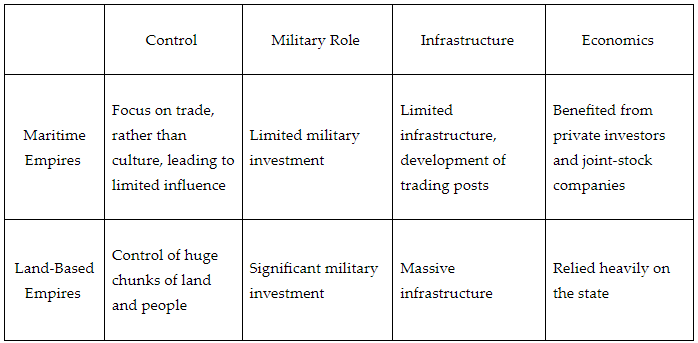 Control
Military Role
Infrastructure
Economics
Maritime
Empires
Focus on trade,
rather than
culture, leading to
limited influence
Limited military
investment
Limited
infrastructure,
development of
trading posts
Benefited from
private investors
and joint-stock
companies
Land-Based
Empires
Control of huge
chunks of land
and people
Significant military
investment
Massive
infrastructure
Relied heavily on
the state